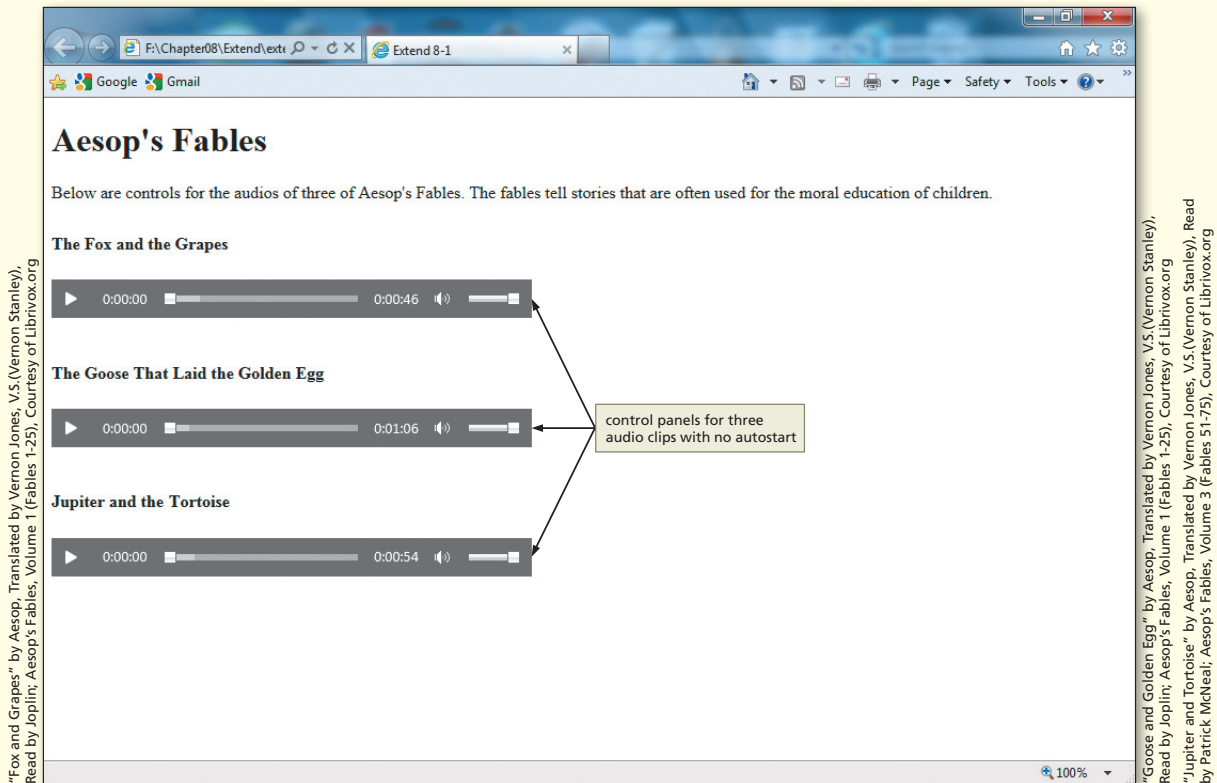 F:\Chapter08\Extend\exte
Extend 8-1
Google Gmail
Page Safety Tools
Aesop's Fables
Below are controls for the audios of three of Aesop's Fables. The fables tell stories that are often used for the moral education of children.
The Fox and the Grapes
0:00:00 0:00:46
The Goose That Laid the Golden Egg
0:00:00 0:01:06
control panels for three
audio clips with no autostart
Jupiter and the Tortoise
0:00:00 0:00:54
100%
"Fox and Grapes" by Aesop, Translated by Vernon Jones, V.S.(Vernon Stanley),
Read by Joplin; Aesop's Fables, Volume 1 (Fables 1-25), Courtesy of Librivox.org
"Goose and Golden Egg" by Aesop, Translated by Vernon Jones, V.S.(Vernon Stanley),
Read by Joplin; Aesop's Fables, Volume 1 (Fables 1-25), Courtesy of Librivox.org
"Jupiter and Tortoise" by Aesop, Translated by Vernon Jones, V.S.(Vernon Stanley), Read
by Patrick McNeal; Aesop's Fables, Volume 3 (Fables 51-75), Courtesy of Librivox.org